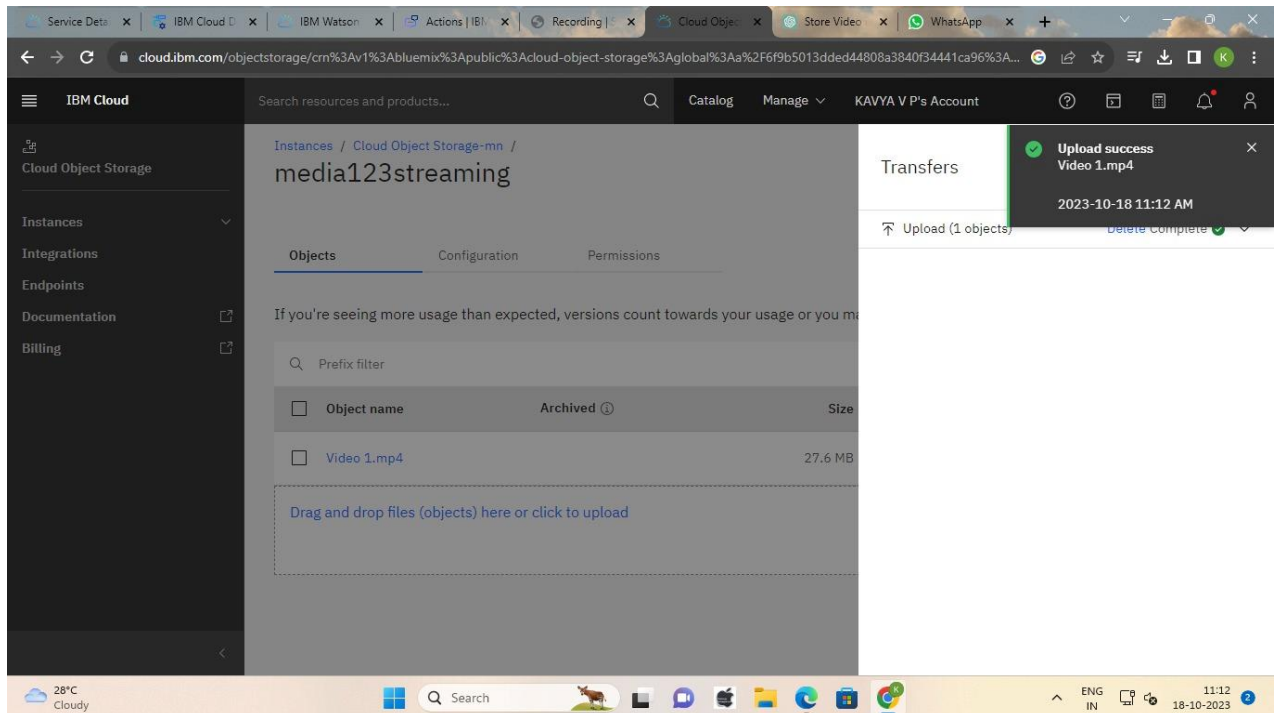 Service Deta
IBM Cloud D
IBM Watson
Actions | IBM
Recording | S
Cloud Objec
Store Video
WhatsApp
cloud.ibm.com/objectstorage/crn%3Av1%3Abluemix%3Apublic%3Acloud-object-storage%3Aglobal%3Aa%2F6f9b5013dded44808a3840f34441ca96%3A...
K
IBM Cloud
Search resources and products...
Catalog
Manage
KAVYA V P's Account
Cloud Object Storage
Instances
Integrations
Endpoints
Documentation
Billing
Instances / Cloud Object Storage-mn /
media123streaming
Objects
Configuration
Permissions
If you're seeing more usage than expected, versions count towards your usage or you ma
Prefix filter
Object name
Archived
Size
Video 1.mp4
27.6 MB
Drag and drop files (objects) here or click to upload
Transfers
Upload (1 objects)
Delete Complete
Upload success
Video 1.mp4
2023-10-18 11:12 AM
28°C
Cloudy
Search
ENG
IN
11:12
18-10-2023
2